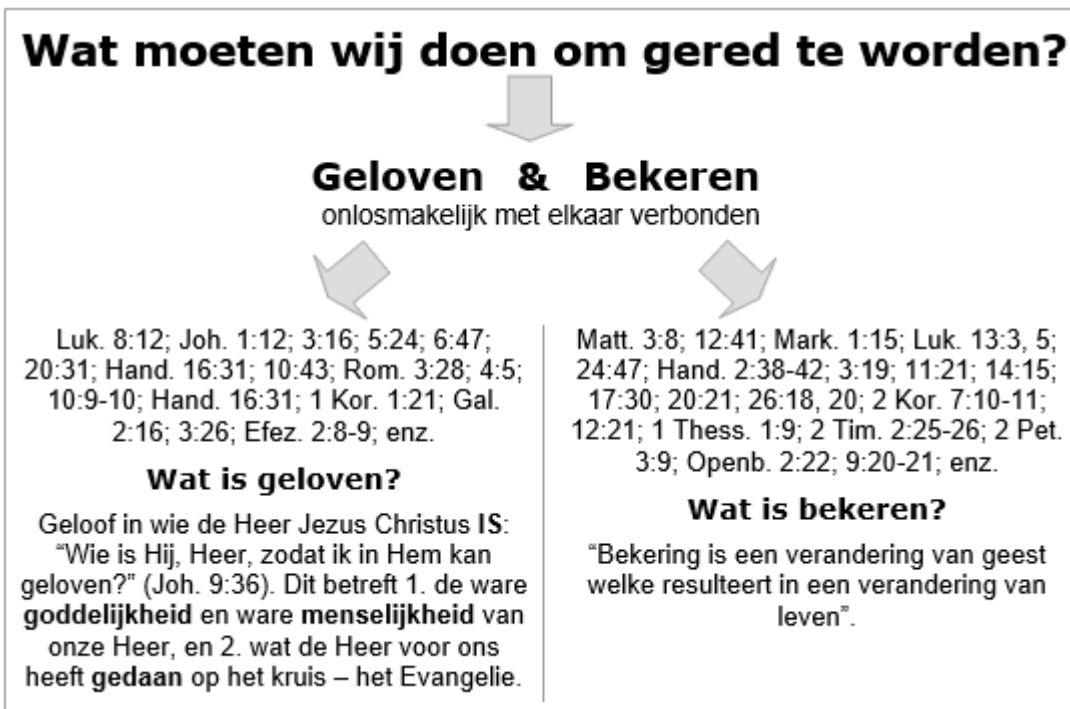 Wat moeten wij doen om gered te worden?
Geloven & Bekeren
onlosmakelijk met elkaar verbonden
Luk. 8:12; Joh. 1:12; 3:16; 5:24; 6:47;
20:31; Hand. 16:31; 10:43; Rom. 3:28; 4:5;
10:9-10; Hand. 16:31; 1 Kor. 1:21; Gal.
2:16; 3:26; Efez. 2:8-9; enz.
Wat is geloven?
Geloof in wie de Heer Jezus Christus IS:
“Wie is Hij, Heer, zodat ik in Hem kan
geloven?” (Joh. 9:36). Dit betreft 1. de ware
goddelijkheid en ware menselijkheid van
onze Heer, en 2. wat de Heer voor ons
heeft gedaan op het kruis – het Evangelie.
Matt. 3:8; 12:41; Mark. 1:15; Luk. 13:3, 5;
24:47; Hand. 2:38-42; 3:19; 11:21; 14:15;
17:30; 20:21; 26:18, 20; 2 Kor. 7:10-11;
12:21; 1 Thess. 1:9; 2 Tim. 2:25-26; 2 Pet.
3:9; Openb. 2:22; 9:20-21; enz.
Wat is bekeren?
“Bekering is een verandering van geest
welke resulteert in een verandering van
leven”.